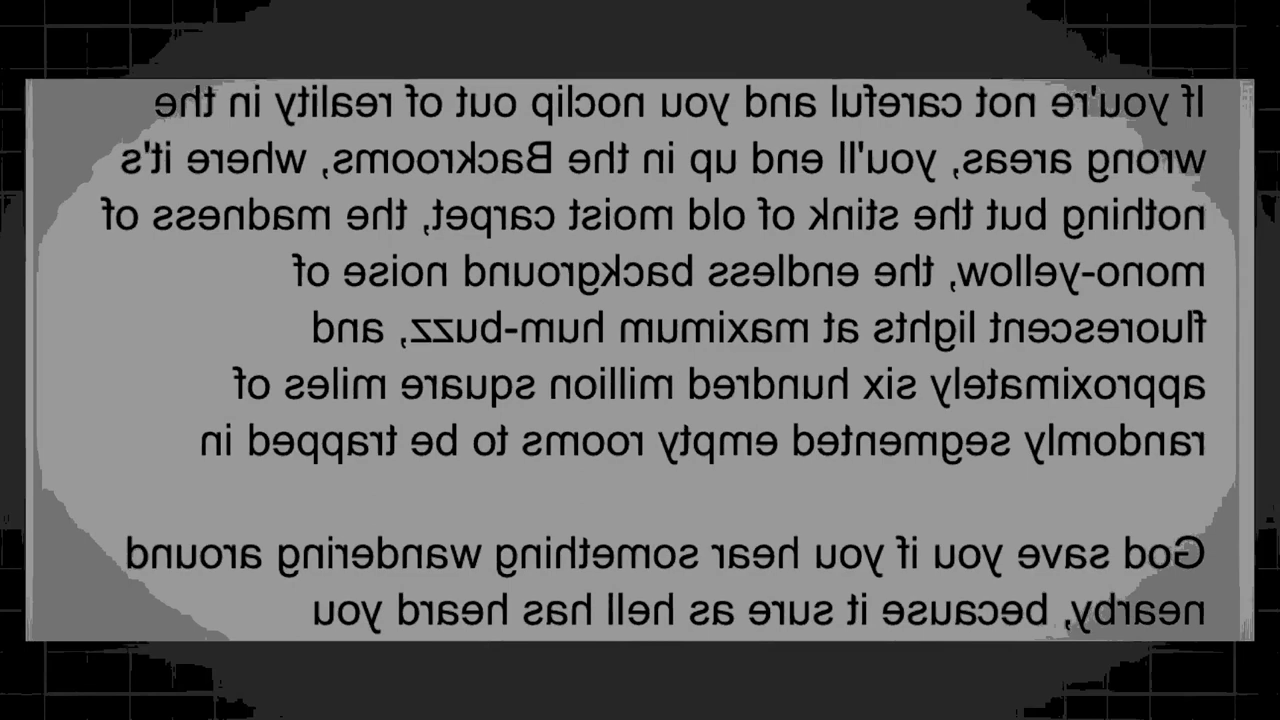 If you're not careful and you noclip out of reality in the
wrong areas, you'll end up in the Backrooms, where it's
nothing but the stink of old moist carpet, the madness of
mono-yellow, the endless background noise of
fluorescent lights at maximum hum-buzz, and
approximately six hundred million square miles of
randomly segmented empty rooms to be trapped in
God save you if you hear something wandering around
nearby, because it sure as hell has heard you